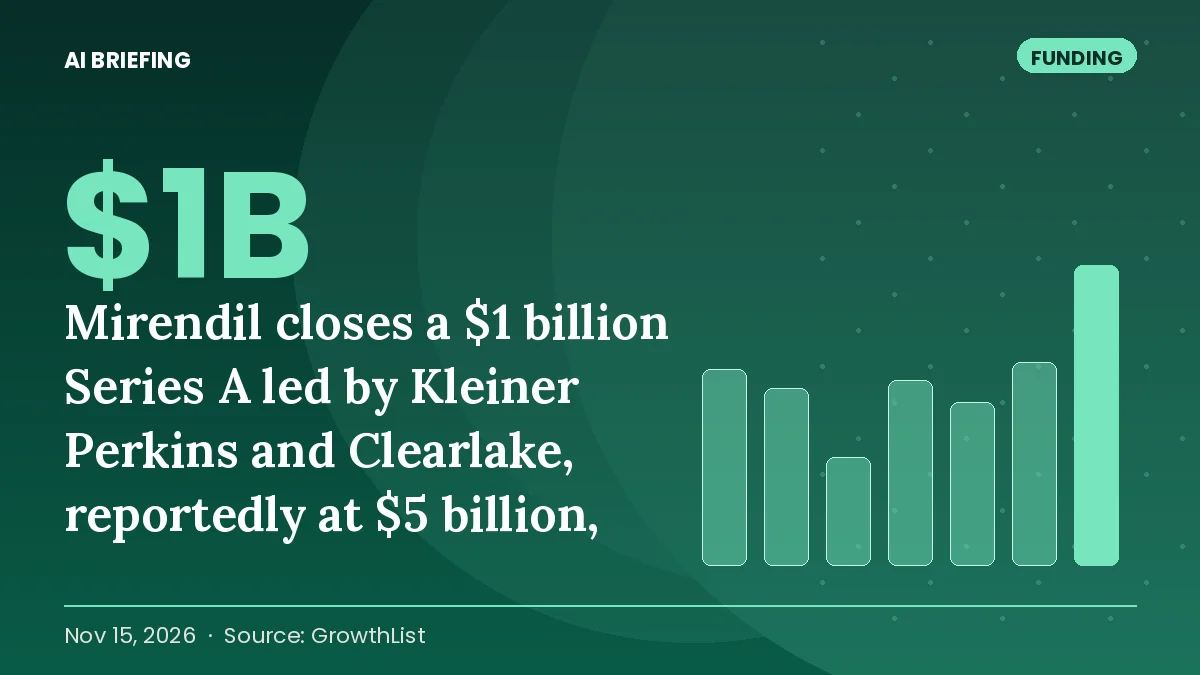 AI BRIEFING
FUNDING
$1B
Mirendil closes a $1 billion
Series A led by Kleiner
Perkins and Clearlake,
reportedly at $5 billion,
Nov 15, 2026 · Source: GrowthList